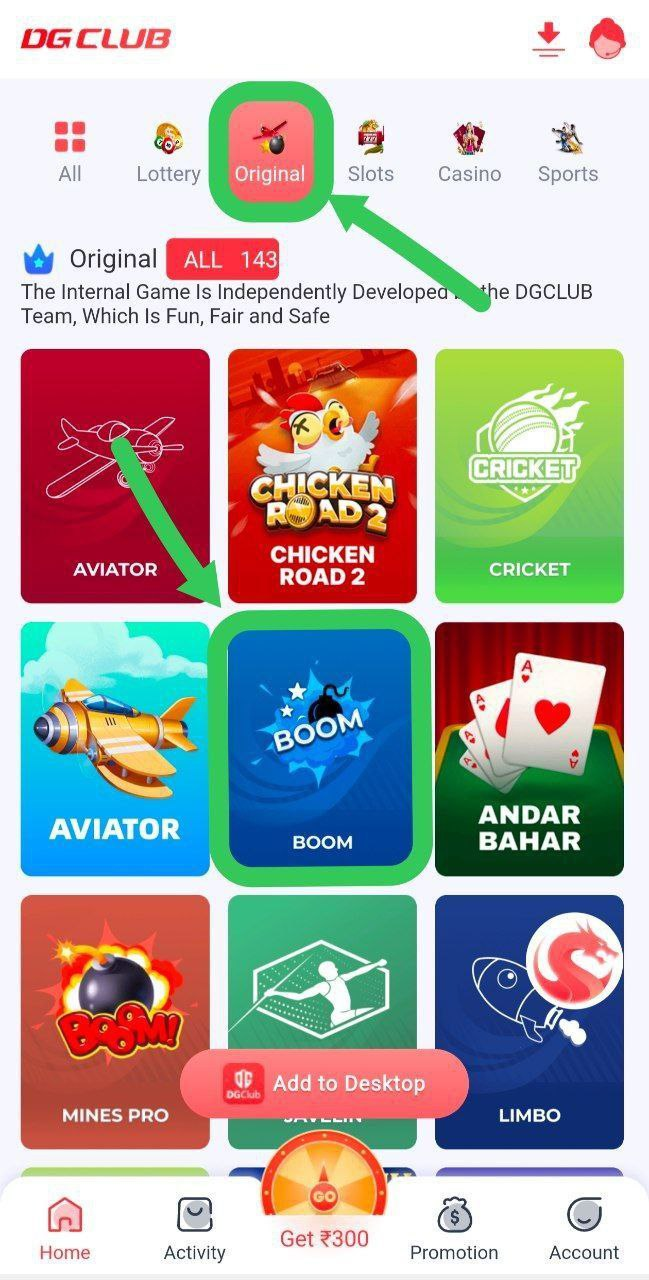 DG CLUB
All
Lottery
Original
Slots
Casino
Sports
Original ALL 143
The Internal Game Is Independently Developed the DGCLUB
Team, Which Is Fun, Fair and Safe
AVIATOR
CHICKEN
ROAD 2
CHICKEN
ROAD 2
CRICKET
CRICKET
AVIATOR
BOOM
BOOM
A
A
A
A
ANDAR
BAHAR
BOOM!
MINES PRO
JAVELIN
LIMBO
DGClub
Add to Desktop
GO
Get ₹300
Home
Activity
Promotion
Account